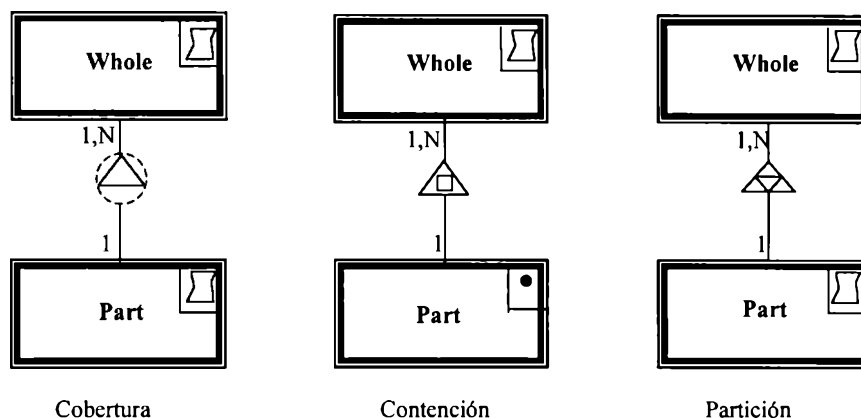 Whole Whole Whole
1,N 1,N 1,N
1 1 1
Part Part Part
Cobertura Contención Partición